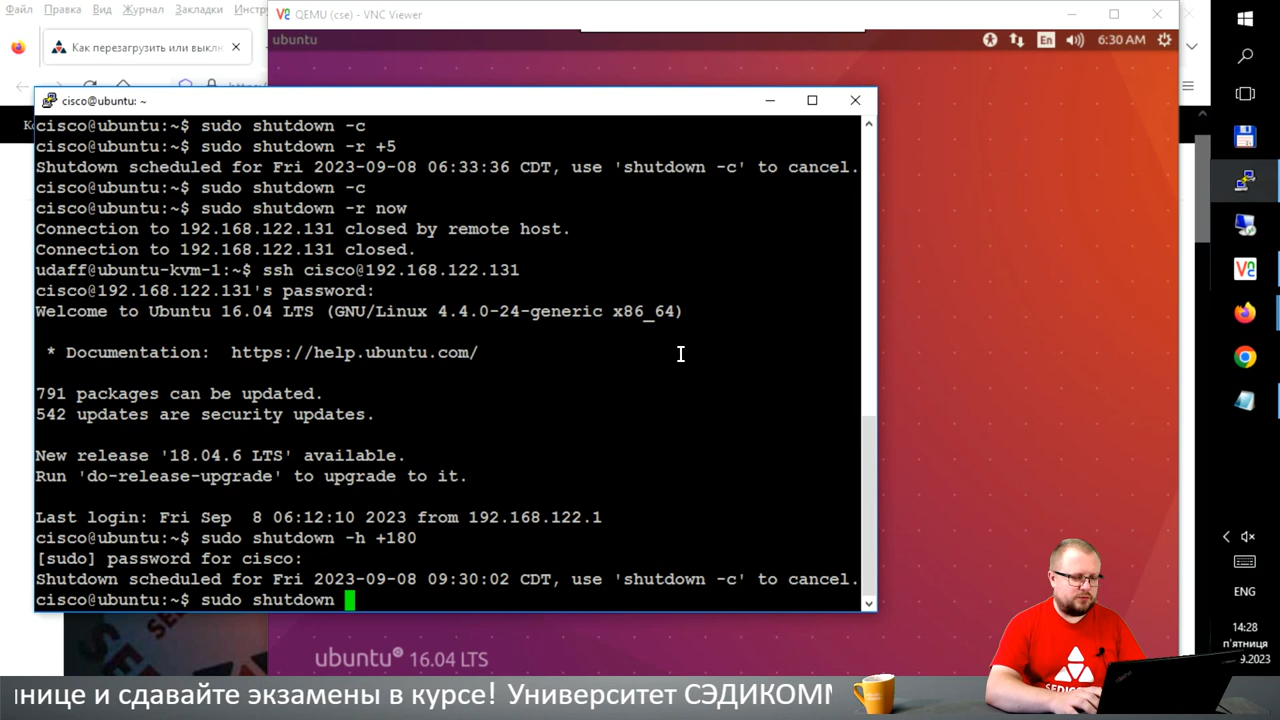 Файл Правка Вид Журнал Закладки
QEMU (cse) - VNC Viewer
Как перезагрузить или выкл
ubuntu
En
6:30 AM
cisco@ubuntu: ~
cisco@ubuntu:~$ sudo shutdown -c
cisco@ubuntu:~$ sudo shutdown -r +5
Shutdown scheduled for Fri 2023-09-08 06:33:36 CDT, use 'shutdown -c' to cancel.
cisco@ubuntu:~$ sudo shutdown -c
cisco@ubuntu:~$ sudo shutdown -r now
Connection to 192.168.122.131 closed by remote host.
Connection to 192.168.122.131 closed.
udaff@ubuntu-kvm-1:~$ ssh cisco@192.168.122.131
cisco@192.168.122.131's password:
Welcome to Ubuntu 16.04 LTS (GNU/Linux 4.4.0-24-generic x86_64)
* Documentation: https://help.ubuntu.com/
791 packages can be updated.
542 updates are security updates.
New release '18.04.6 LTS' available.
Run 'do-release-upgrade' to upgrade to it.
Last login: Fri Sep  8 06:12:10 2023 from 192.168.122.1
cisco@ubuntu:~$ sudo shutdown -h +180
[sudo] password for cisco:
Shutdown scheduled for Fri 2023-09-08 09:30:02 CDT, use 'shutdown -c' to cancel.
cisco@ubuntu:~$ sudo shutdown
ubuntu® 16.04 LTS
ENG
14:28
п'ятниця
.9.2023
нице и сдавайте экзамены в курсе! Университет СЭДИКОММ